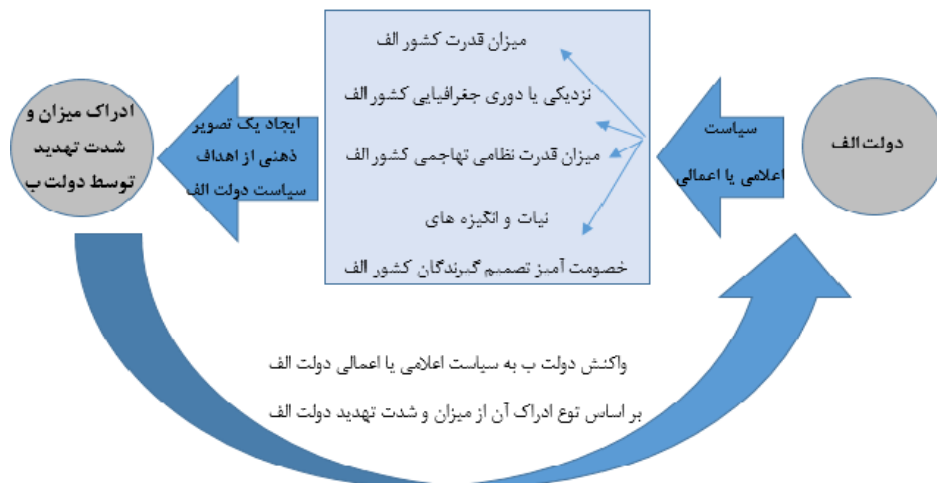 دولت الف
سیاست
اعلامی یا اعمالی
میزان قدرت کشور الف
نزدیکی یا دوری جغرافیایی کشور الف
میزان قدرت نظامی تهاجمی کشور الف
نیات و انگیزه های
خصومت آمیز تصمیم گیرندگان کشور الف
ایجاد یک تصویر
ذهنی از اهداف
سیاست دولت الف
ادراک میزان و
شدت تهدید
توسط دولت ب
واکنش دولت ب به سیاست اعلامی یا اعمالی دولت الف
بر اساس نوع ادراک آن از میزان و شدت تهدید دولت الف